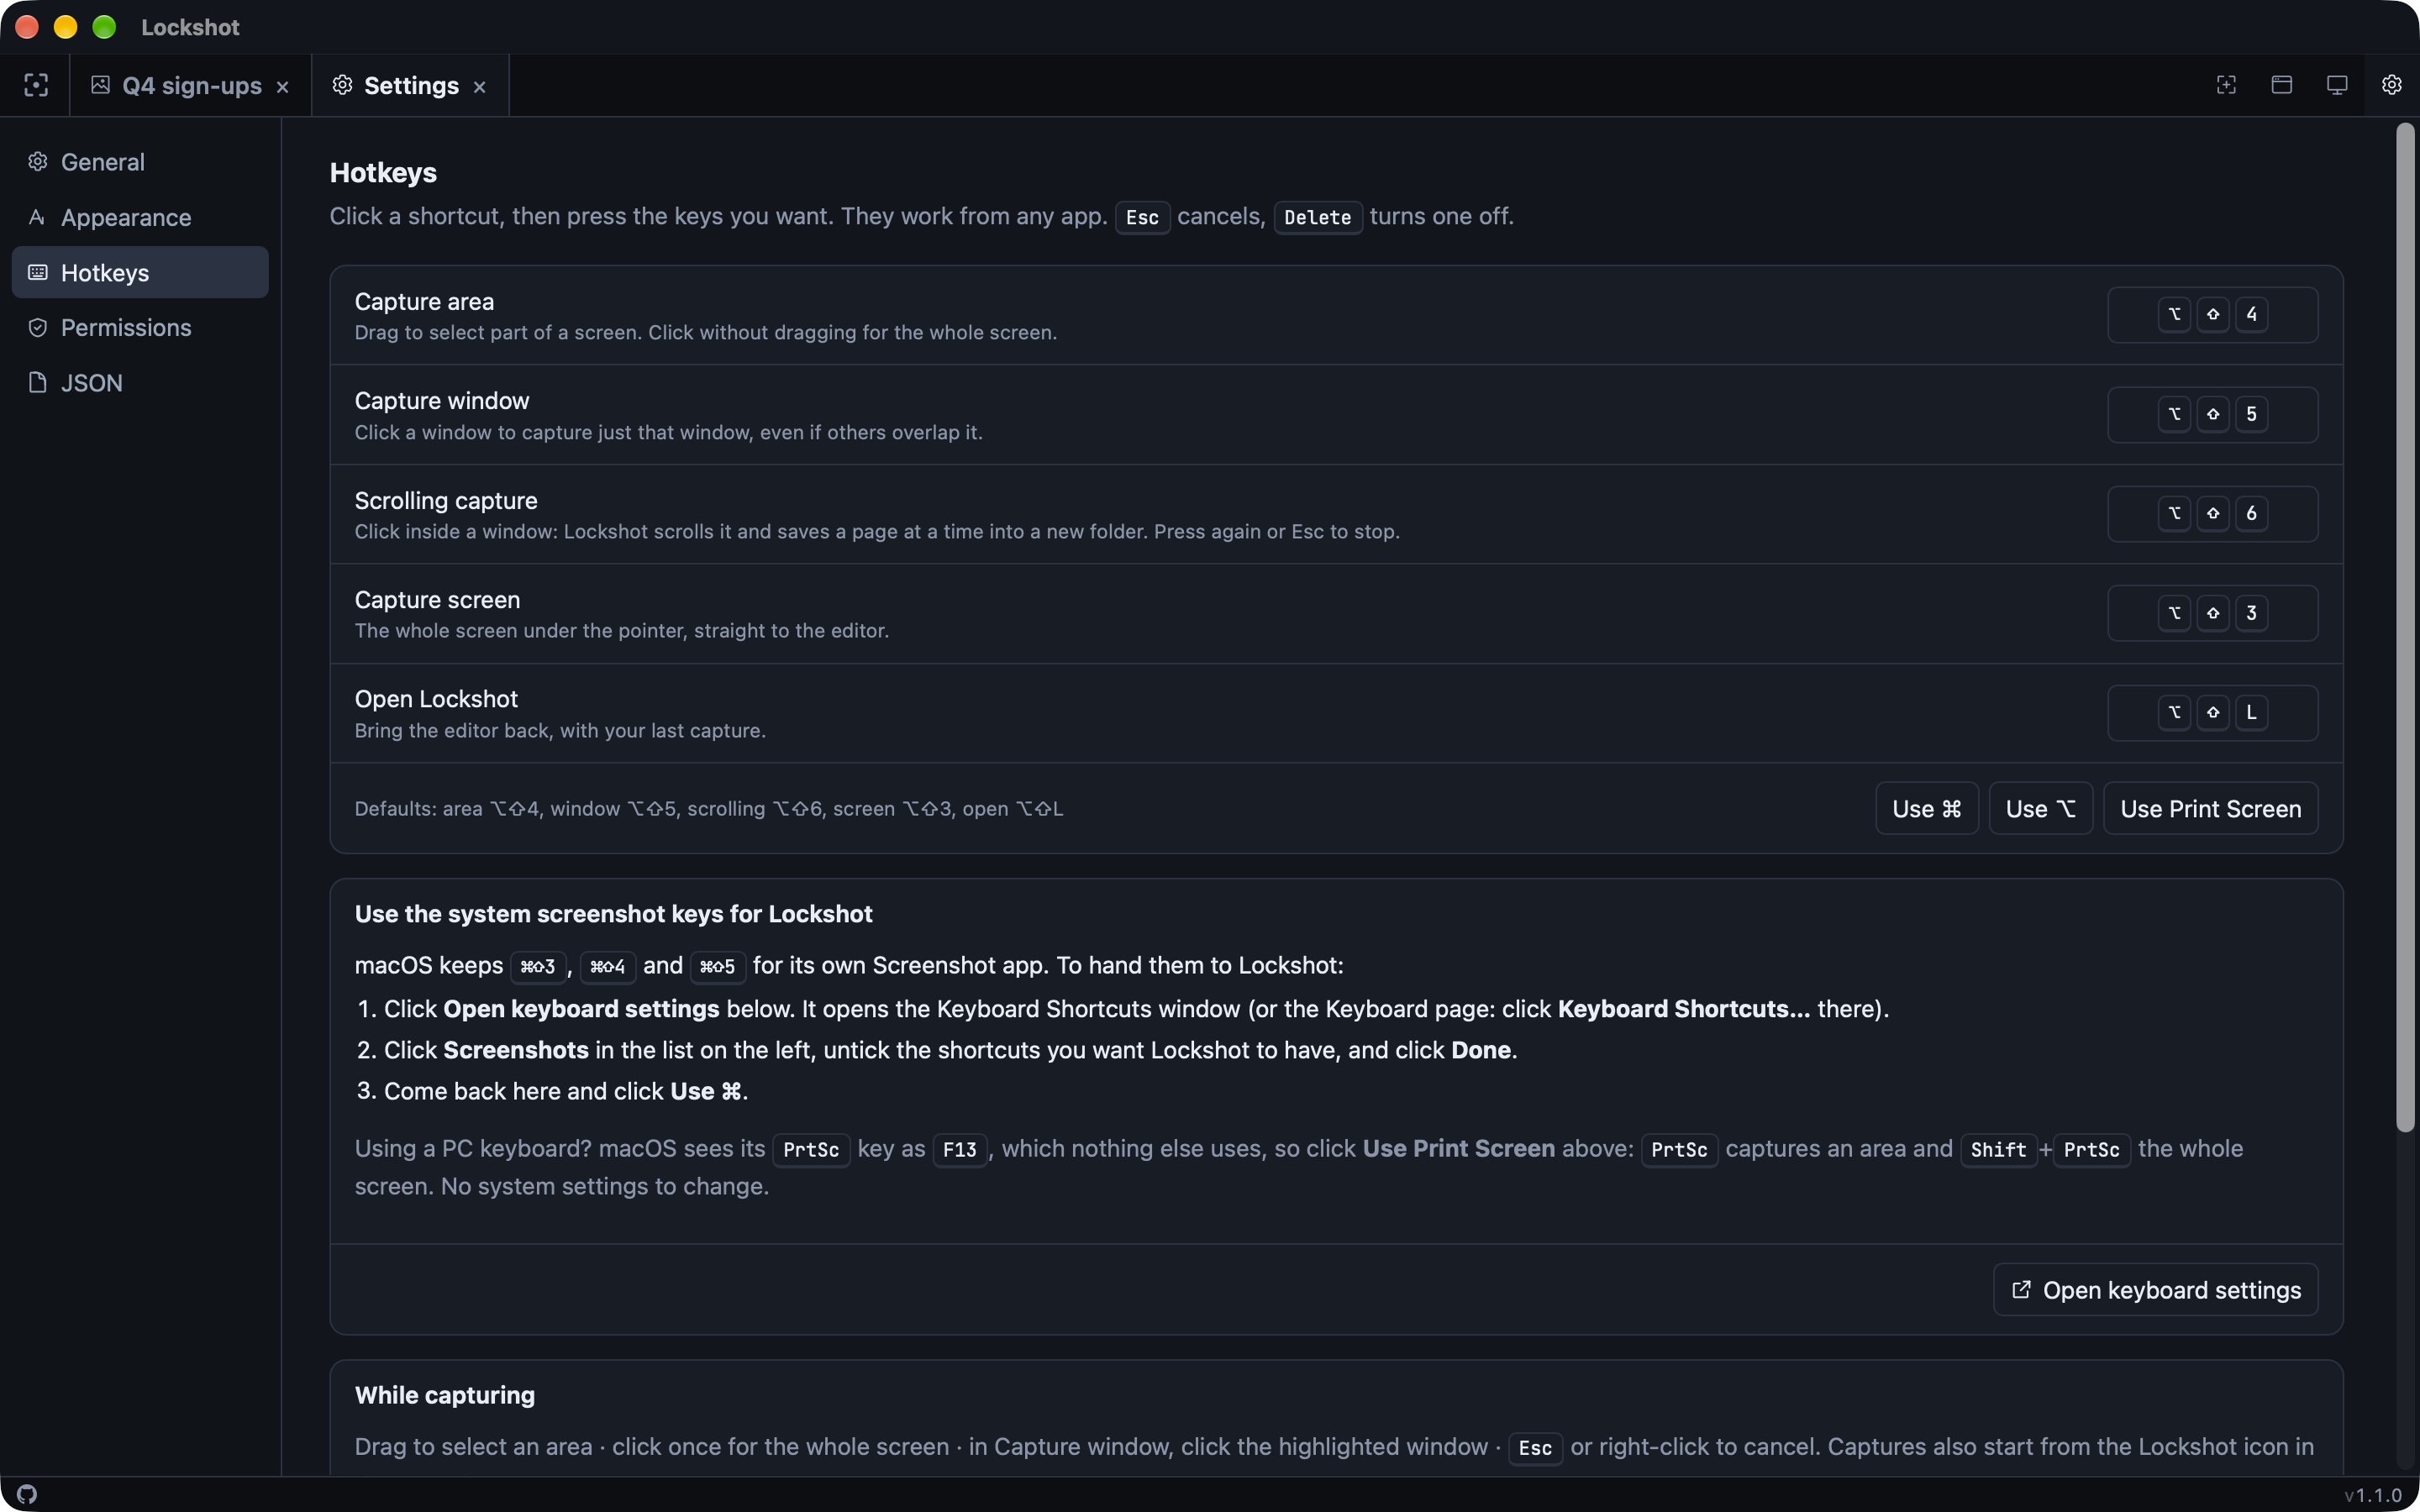 Lockshot
Q4 sign-ups ×
Settings ×
General
Appearance
Hotkeys
Permissions
JSON
Hotkeys
Click a shortcut, then press the keys you want. They work from any app. Esc cancels, Delete turns one off.
Capture area
Drag to select part of a screen. Click without dragging for the whole screen.
⌥ ⇧ 4
Capture window
Click a window to capture just that window, even if others overlap it.
⌥ ⇧ 5
Scrolling capture
Click inside a window: Lockshot scrolls it and saves a page at a time into a new folder. Press again or Esc to stop.
⌥ ⇧ 6
Capture screen
The whole screen under the pointer, straight to the editor.
⌥ ⇧ 3
Open Lockshot
Bring the editor back, with your last capture.
⌥ ⇧ L
Defaults: area ⌥⇧4, window ⌥⇧5, scrolling ⌥⇧6, screen ⌥⇧3, open ⌥⇧L
Use ⌘
Use ⌥
Use Print Screen
Use the system screenshot keys for Lockshot
macOS keeps ⌘⇧3, ⌘⇧4 and ⌘⇧5 for its own Screenshot app. To hand them to Lockshot:
1. Click Open keyboard settings below. It opens the Keyboard Shortcuts window (or the Keyboard page: click Keyboard Shortcuts... there).
2. Click Screenshots in the list on the left, untick the shortcuts you want Lockshot to have, and click Done.
3. Come back here and click Use ⌘.
Using a PC keyboard? macOS sees its PrtSc key as F13, which nothing else uses, so click Use Print Screen above: PrtSc captures an area and Shift+PrtSc the whole
screen. No system settings to change.
Open keyboard settings
While capturing
Drag to select an area · click once for the whole screen · in Capture window, click the highlighted window · Esc or right-click to cancel. Captures also start from the Lockshot icon in
v1.1.0